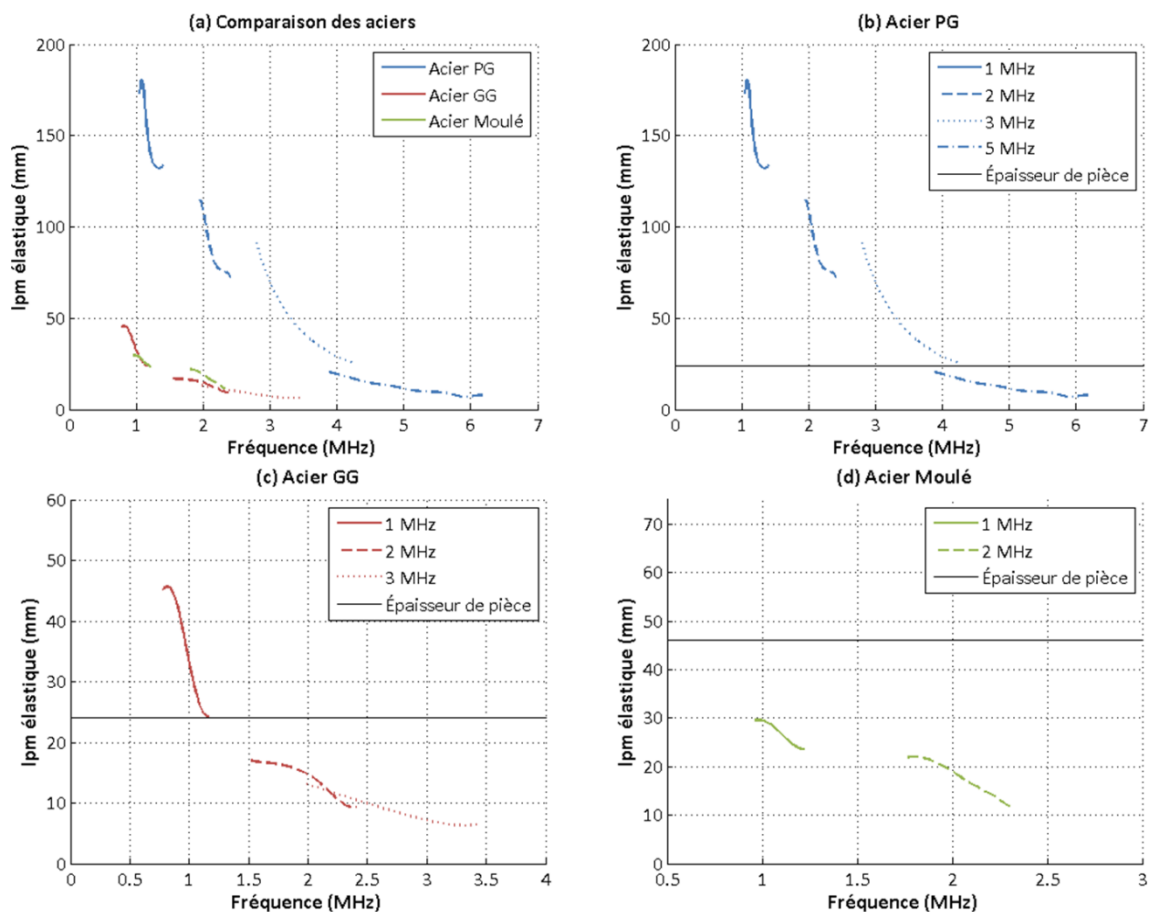 (a) Comparaison des aciers
200
150
100
50
0
lpm élastique (mm)
Acier PG
Acier GG
Acier Moulé
0 1 2 3 4 5 6 7
Fréquence (MHz)
(b) Acier PG
200
150
100
50
0
lpm élastique (mm)
1 MHz
2 MHz
3 MHz
5 MHz
Épaisseur de pièce
0 1 2 3 4 5 6 7
Fréquence (MHz)
(c) Acier GG
60
50
40
30
20
10
0
lpm élastique (mm)
1 MHz
2 MHz
3 MHz
Épaisseur de pièce
0 0.5 1 1.5 2 2.5 3 3.5 4
Fréquence (MHz)
(d) Acier Moulé
70
60
50
40
30
20
10
0
lpm élastique (mm)
1 MHz
2 MHz
Épaisseur de pièce
0.5 1 1.5 2 2.5 3
Fréquence (MHz)